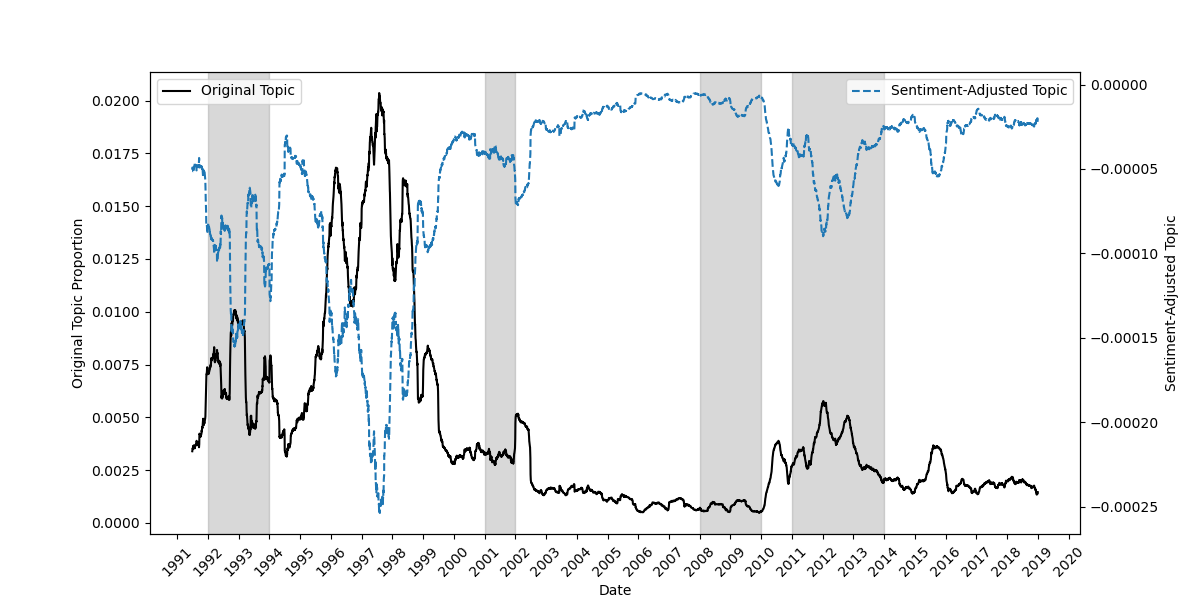 Original Topic
Sentiment-Adjusted Topic
0.0200
0.0175
0.0150
0.0125
0.0100
0.0075
0.0050
0.0025
0.0000
Original Topic Proportion
0.00000
−0.00005
−0.00010
−0.00015
−0.00020
−0.00025
Sentiment-Adjusted Topic
1991 1992 1993 1994 1995 1996 1997 1998 1999 2000 2001 2002 2003 2004 2005 2006 2007 2008 2009 2010 2011 2012 2013 2014 2015 2016 2017 2018 2019 2020
Date